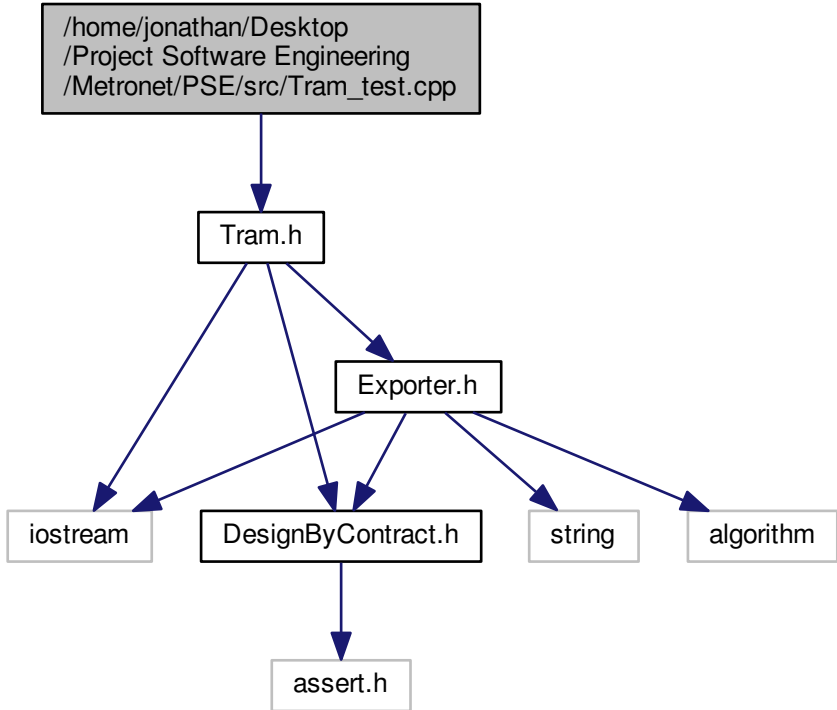 /home/jonathan/Desktop
/Project Software Engineering
/Metronet/PSE/src/Tram_test.cpp
Tram.h
Exporter.h
iostream
DesignByContract.h
string
algorithm
assert.h